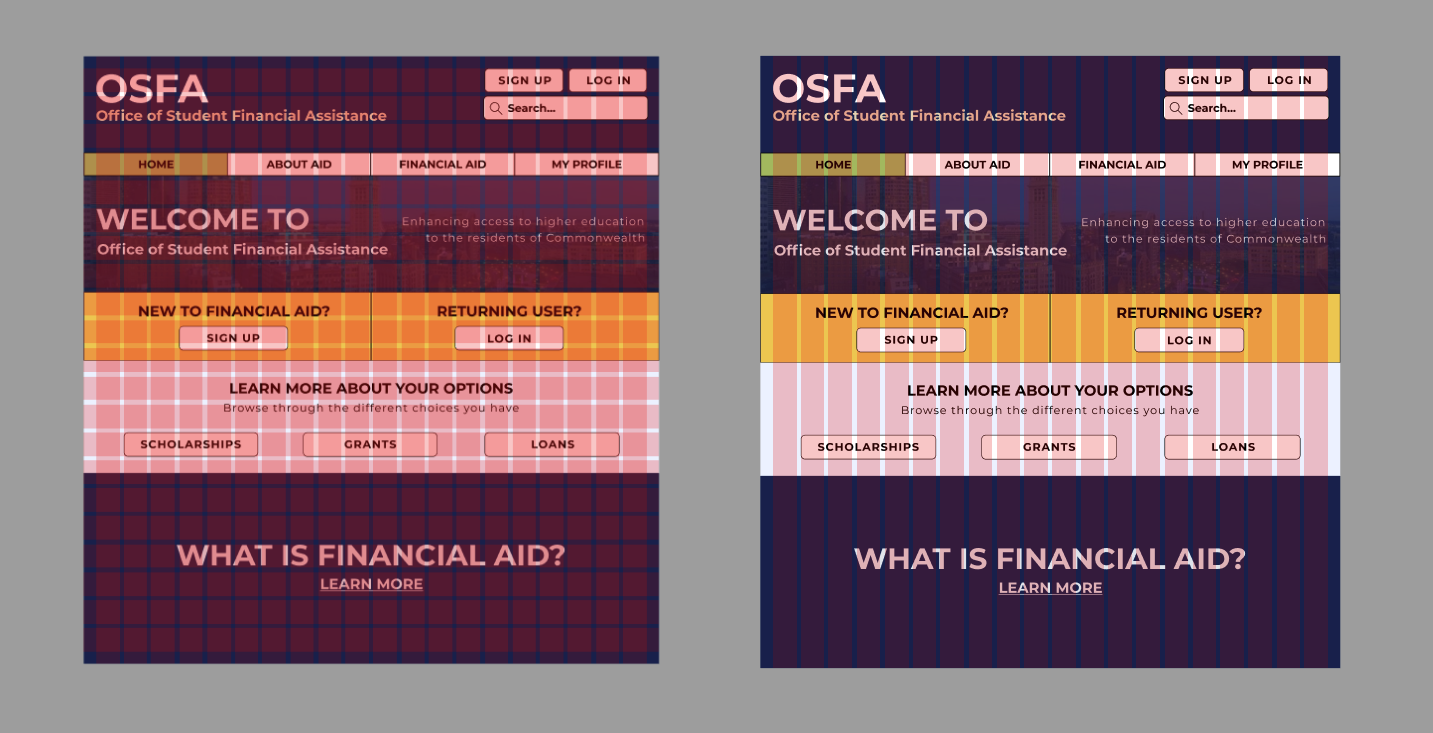 OSFA
Office of Student Financial Assistance
SIGN UP
LOG IN
Search...
HOME
ABOUT AID
FINANCIAL AID
MY PROFILE
WELCOME TO
Office of Student Financial Assistance
Enhancing access to higher education
to the residents of Commonwealth
NEW TO FINANCIAL AID?
SIGN UP
RETURNING USER?
LOG IN
LEARN MORE ABOUT YOUR OPTIONS
Browse through the different choices you have
SCHOLARSHIPS
GRANTS
LOANS
WHAT IS FINANCIAL AID?
LEARN MORE
OSFA
Office of Student Financial Assistance
SIGN UP
LOG IN
Search...
HOME
ABOUT AID
FINANCIAL AID
MY PROFILE
WELCOME TO
Office of Student Financial Assistance
Enhancing access to higher education
to the residents of Commonwealth
NEW TO FINANCIAL AID?
SIGN UP
RETURNING USER?
LOG IN
LEARN MORE ABOUT YOUR OPTIONS
Browse through the different choices you have
SCHOLARSHIPS
GRANTS
LOANS
WHAT IS FINANCIAL AID?
LEARN MORE